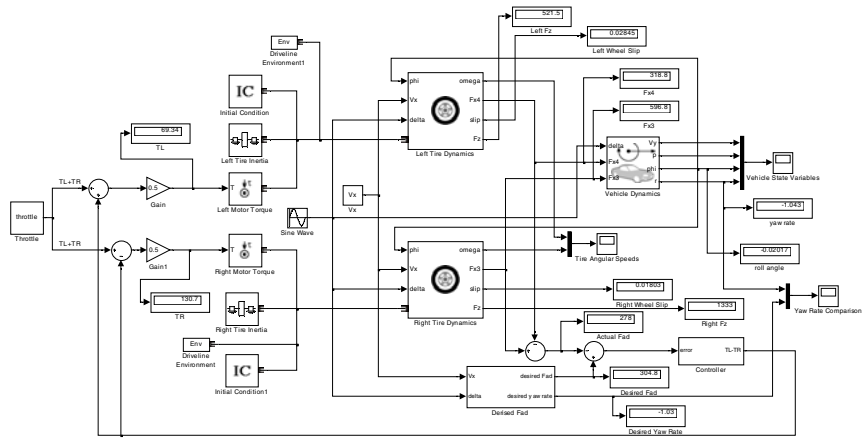 521.5
Left Fz
0.02845
Left Wheel Slip
Env
Driveline
Environment1
phi
Vx
delta
omega
Fx4
slip
Fz
Left Tire Dynamics
318.8
Fx4
596.8
Fx3
IC
Initial Condition
69.34
TL
Left Tire Inertia
delta
Fx4
Fx3
Vy
p
phi
r
Vehicle Dynamics
Vehicle State Variables
TL+TR
0.5
Gain
T
Left Motor Torque
Vx
Vx
throttle
Throttle
Sine Wave
-1.043
yaw rate
TL+TR
0.5
Gain1
T
Right Motor Torque
phi
Vx
delta
omega
Fx3
slip
Fz
Right Tire Dynamics
Tire Angular Speeds
-0.02017
roll angle
130.7
TR
Right Tire Inertia
0.01803
Right Wheel Slip
1333
Right Fz
Yaw Rate Comparison
278
Actual Fad
Env
Driveline
Environment
IC
Initial Condition1
error
TL-TR
Controller
Vx
delta
desired Fad
desired yaw rate
Derised Fad
304.8
Desired Fad
-1.03
Desired Yaw Rate